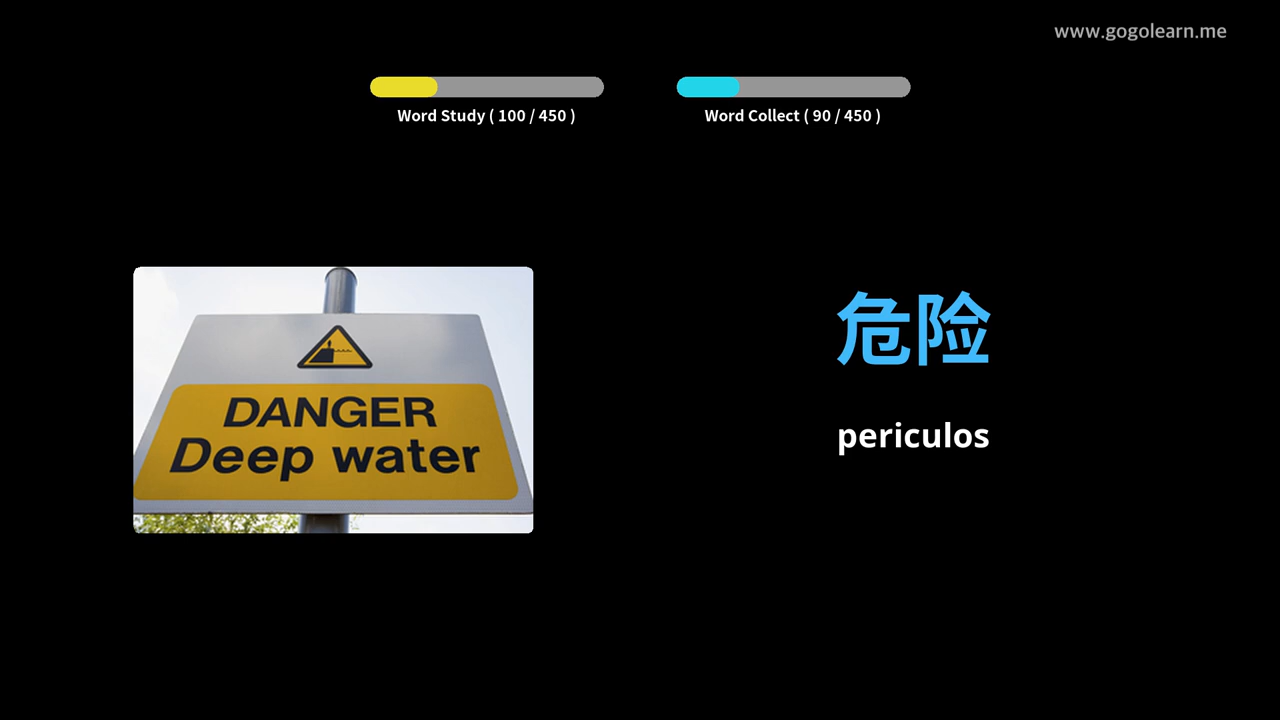 www.gogolearn.me
Word Study ( 100 / 450 )
Word Collect ( 90 / 450 )
DANGER
Deep water
危险
periculos